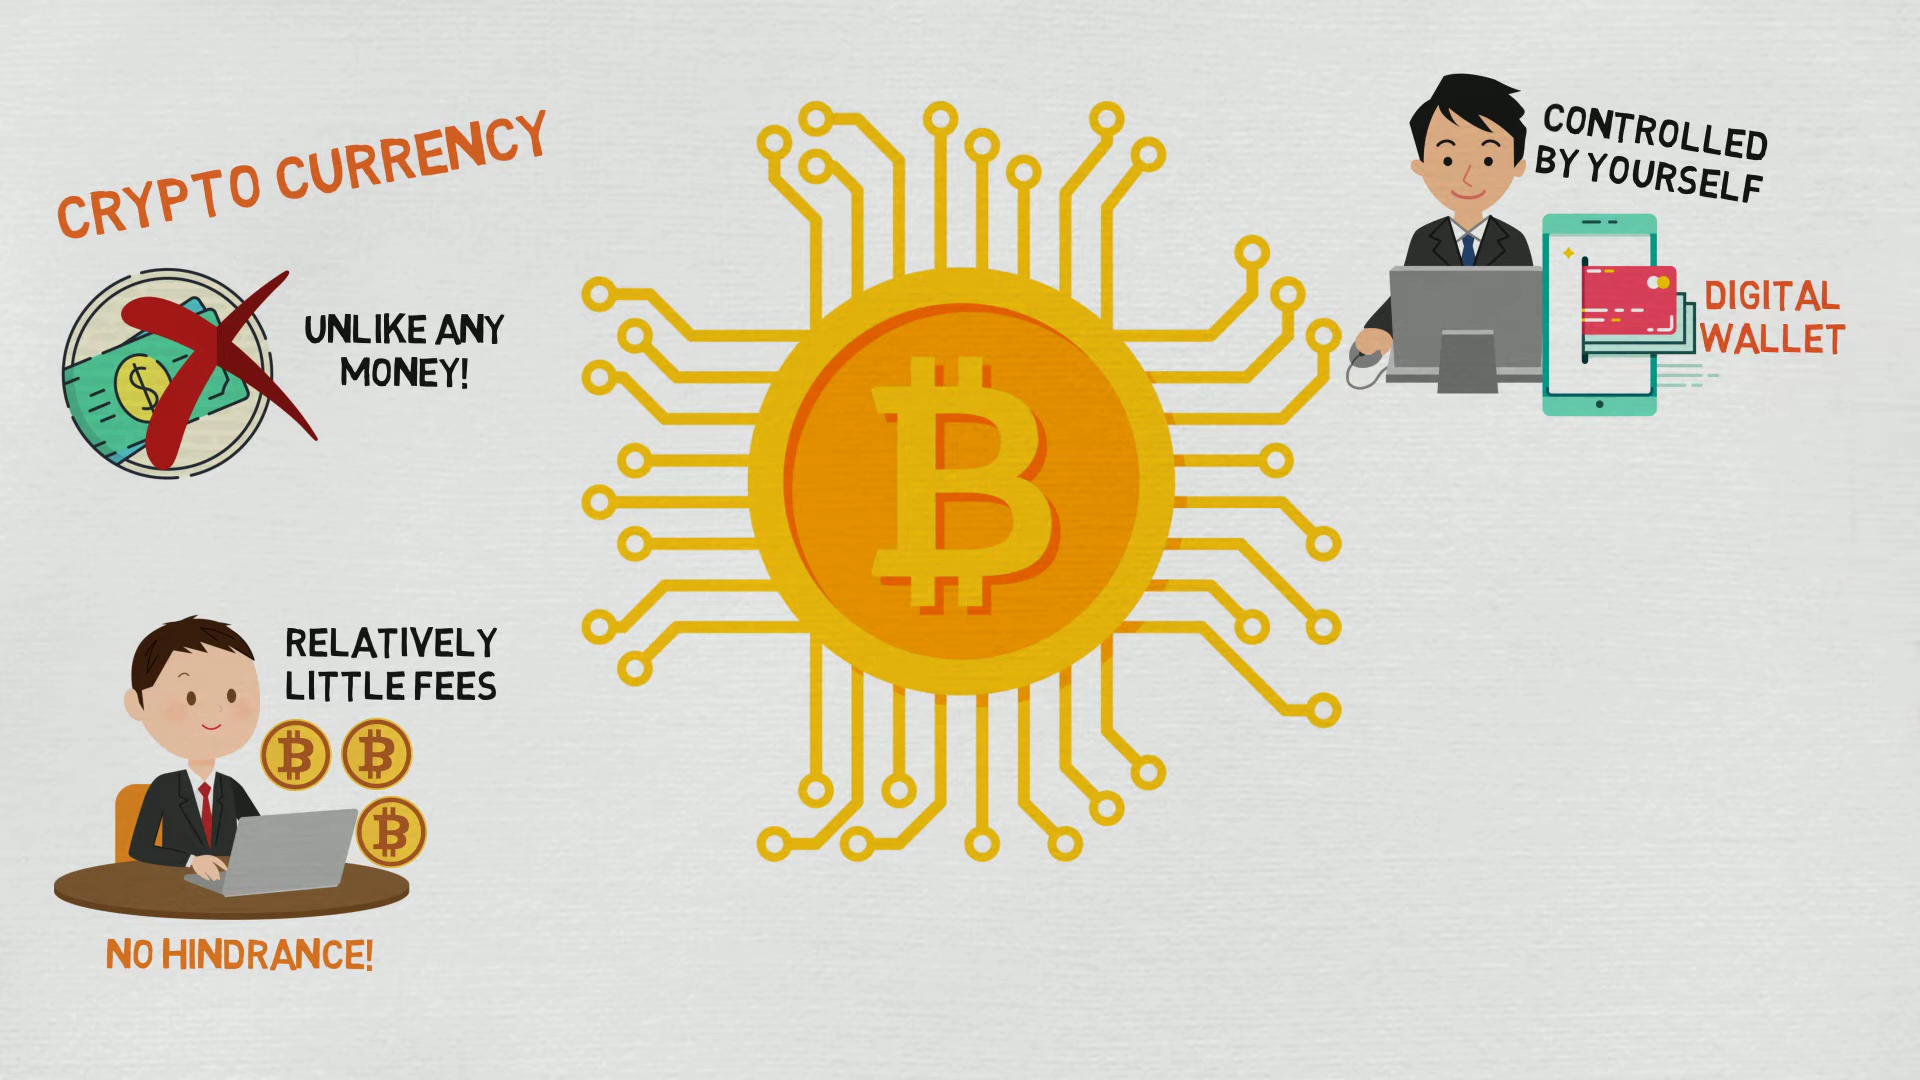 CRYPTO CURRENCY
UNLIKE ANY
MONEY!
RELATIVELY
LITTLE FEES
NO HINDRANCE!
CONTROLLED
BY YOURSELF
DIGITAL
WALLET